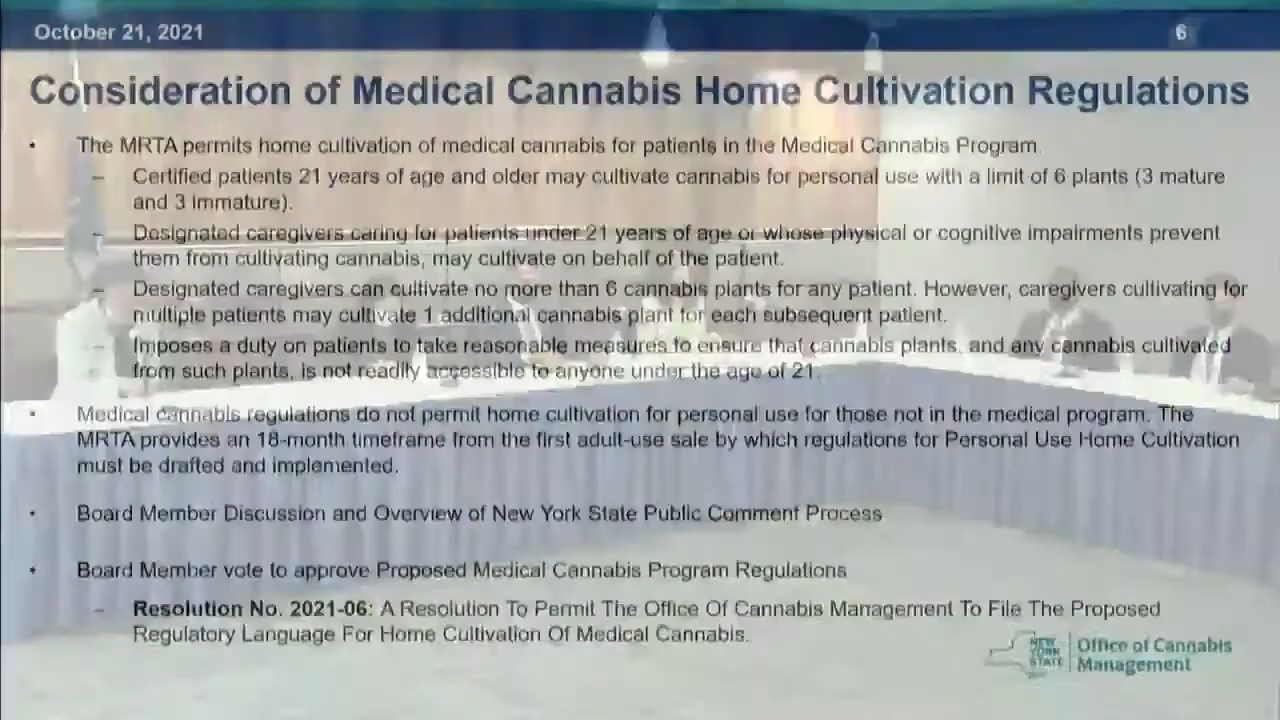 October 21, 2021
6
Consideration of Medical Cannabis Home Cultivation Regulations
• The MRTA permits home cultivation of medical cannabis for patients in the Medical Cannabis Program
– Certified patients 21 years of age and older may cultivate cannabis for personal use with a limit of 6 plants (3 mature
and 3 immature).
– Designated caregivers caring for patients under 21 years of age or whose physical or cognitive impairments prevent
them from cultivating cannabis, may cultivate on behalf of the patient.
– Designated caregivers can cultivate no more than 6 cannabis plants for any patient. However, caregivers cultivating for
multiple patients may cultivate 1 additional cannabis plant for each subsequent patient.
– Imposes a duty on patients to take reasonable measures to ensure that cannabis plants, and any cannabis cultivated
from such plants, is not readily accessible to anyone under the age of 21.
• Medical cannabis regulations do not permit home cultivation for personal use for those not in the medical program. The
MRTA provides an 18-month timeframe from the first adult-use sale by which regulations for Personal Use Home Cultivation
must be drafted and implemented.
• Board Member Discussion and Overview of New York State Public Comment Process
• Board Member vote to approve Proposed Medical Cannabis Program Regulations
– Resolution No. 2021-06: A Resolution To Permit The Office Of Cannabis Management To File The Proposed
Regulatory Language For Home Cultivation Of Medical Cannabis.
NEW
YORK
STATE
Office of Cannabis
Management